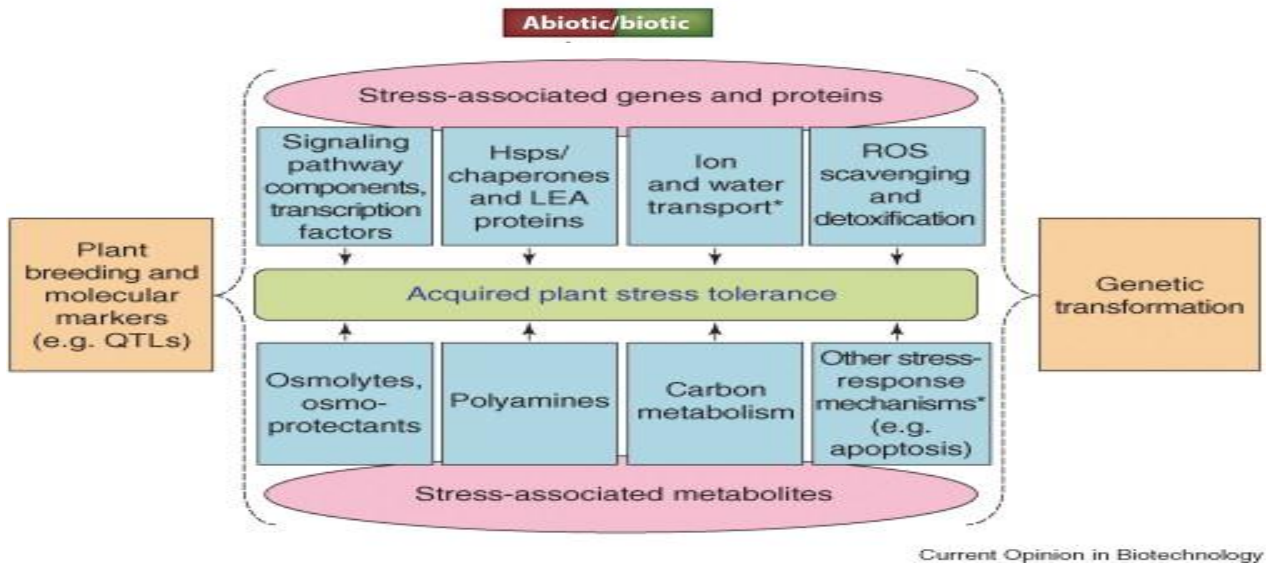 Abiotic/biotic
Stress-associated genes and proteins
Signaling
pathway
components,
transcription
factors
Hsps/
chaperones
and LEA
proteins
Ion
and water
transport*
ROS
scavenging
and
detoxification
Plant
breeding and
molecular
markers
(e.g. QTLs)
Acquired plant stress tolerance
Genetic
transformation
Osmolytes,
osmo-
protectants
Polyamines
Carbon
metabolism
Other stress-
response
mechanisms*
(e.g.
apoptosis)
Stress-associated metabolites
Current Opinion in Biotechnology